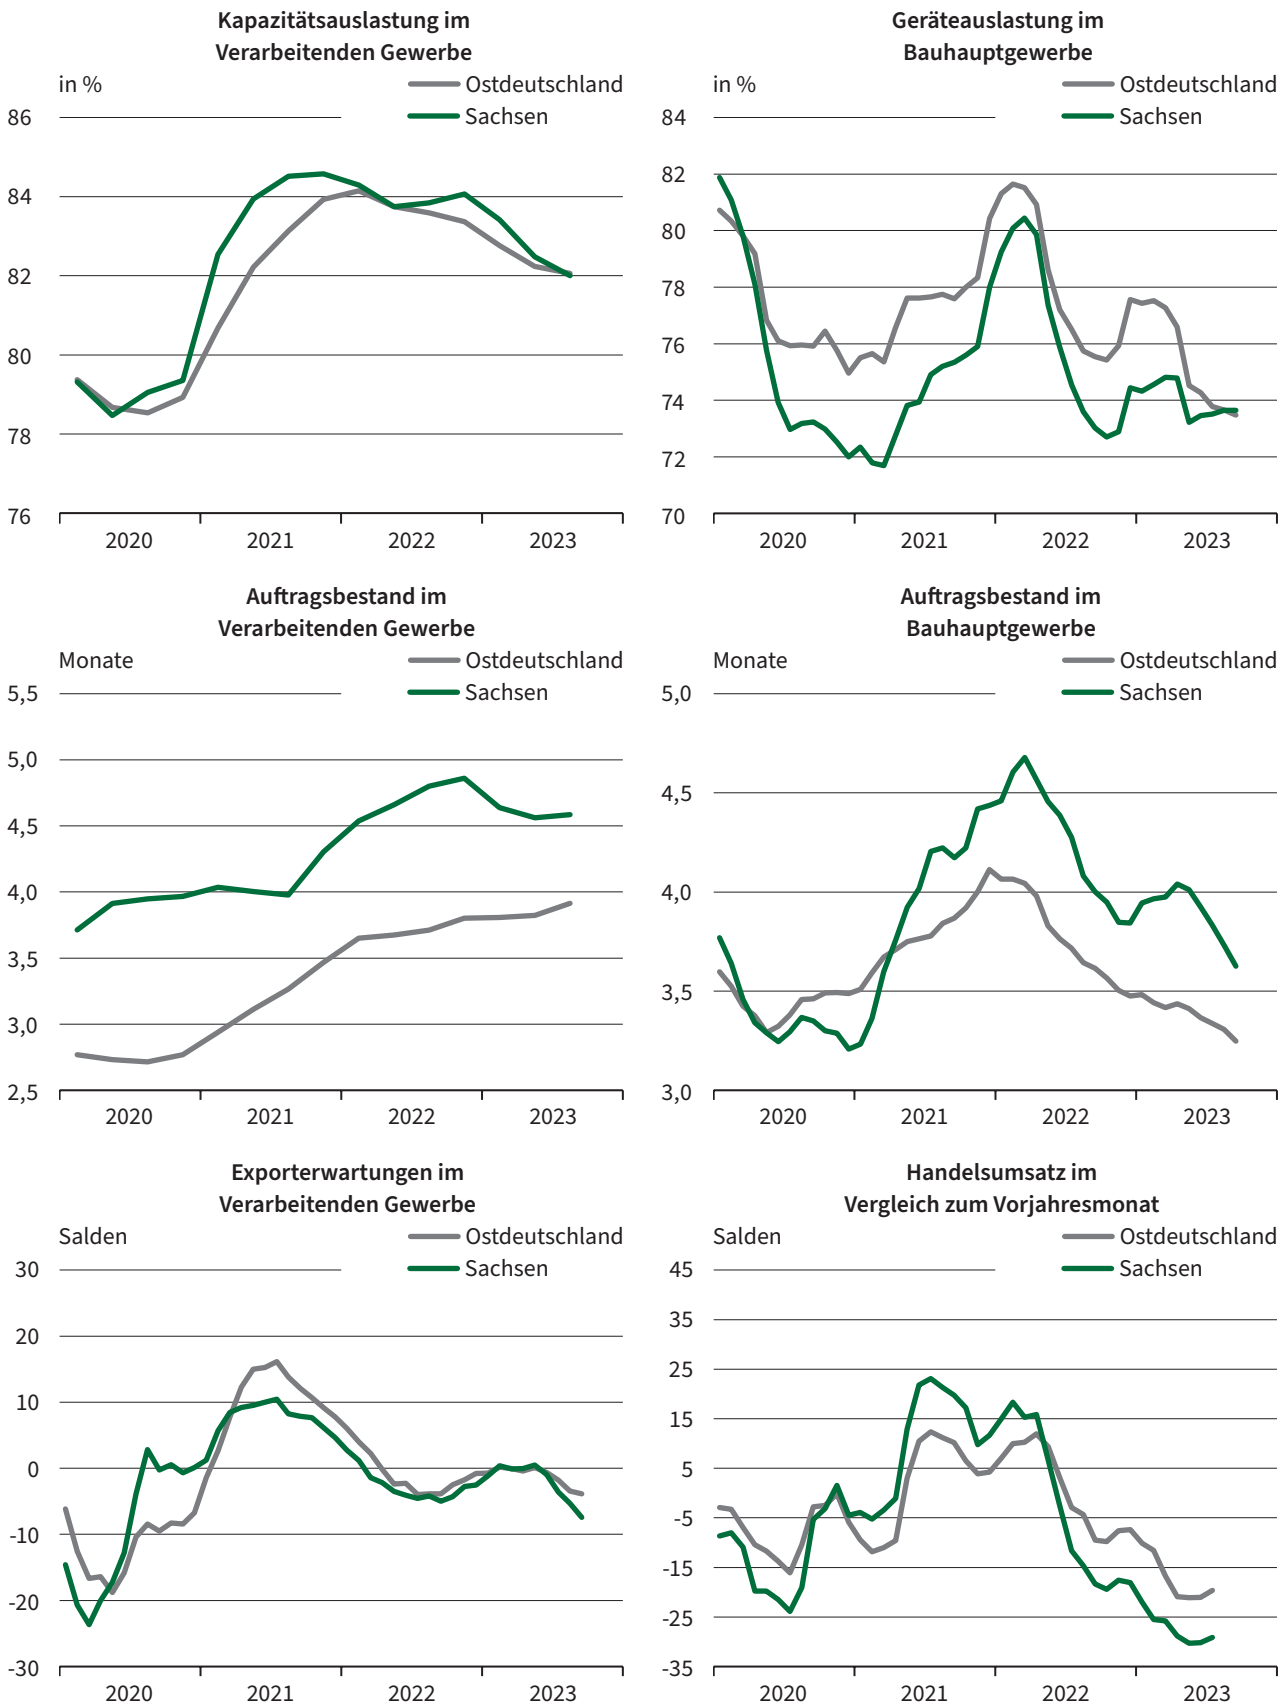 Kapazitätsauslastung im
Verarbeitenden Gewerbe
in %
Ostdeutschland
Sachsen
86
84
82
80
78
76
2020 2021 2022 2023
Geräteauslastung im
Bauhauptgewerbe
in %
Ostdeutschland
Sachsen
84
82
80
78
76
74
72
70
2020 2021 2022 2023
Auftragsbestand im
Verarbeitenden Gewerbe
Monate
Ostdeutschland
Sachsen
5,5
5,0
4,5
4,0
3,5
3,0
2,5
2020 2021 2022 2023
Auftragsbestand im
Bauhauptgewerbe
Monate
Ostdeutschland
Sachsen
5,0
4,5
4,0
3,5
3,0
2020 2021 2022 2023
Exporterwartungen im
Verarbeitenden Gewerbe
Salden
Ostdeutschland
Sachsen
30
20
10
0
-10
-20
-30
2020 2021 2022 2023
Handelsumsatz im
Vergleich zum Vorjahresmonat
Salden
Ostdeutschland
Sachsen
45
35
25
15
5
-5
-15
-25
-35
2020 2021 2022 2023